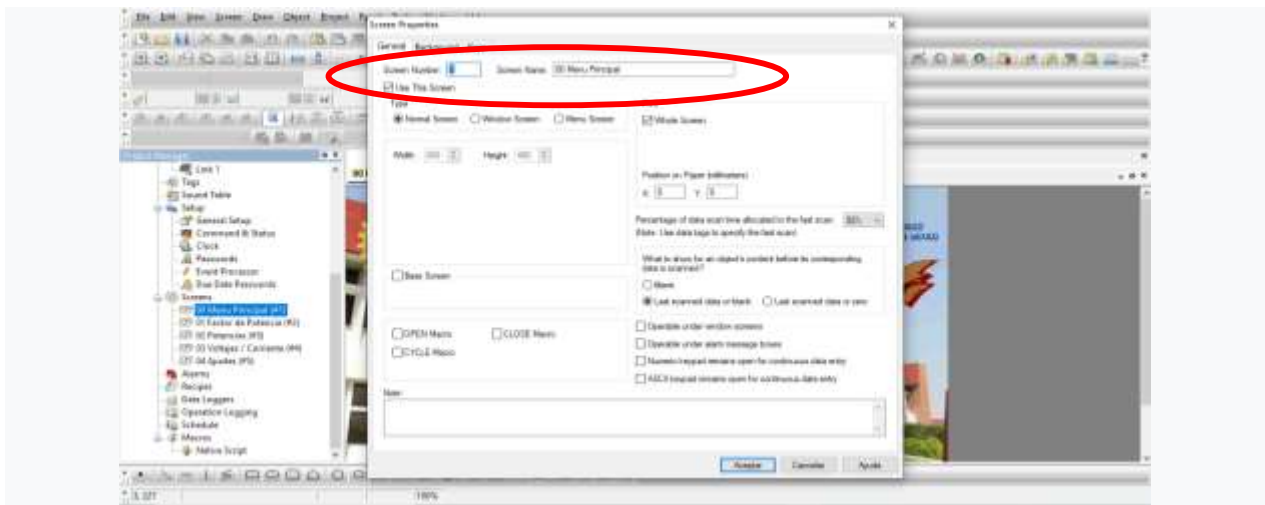 File Edit View Screen Draw Object Project
Screen Properties
General Background
Screen Number: Screen Name: 00 Menu Principal
Use This Screen
Type
Normal Screen Window Screen Menu Screen
Whole Screen
Width: Height:
Position on Paper (millimeters)
X: Y:
Percentage of data scan time allocated to the fast scan:
(Note: Use data tags to specify the fast scan)
What to show for an object's content before its corresponding
data is scanned?
Base Screen
Blank
Last scanned data or blank Last scanned data or zero
OPEN Macro CLOSE Macro
CYCLE Macro
Operable under window screens
Operable under alarm message boxes
Numeric keypad remains open for continuous data entry
ASCII keypad remains open for continuous data entry
Note:
Aceptar Cancelar Ayuda
Project Manager
Link 1
Tags
Sound Table
Setup
General Setup
Command & Status
Clock
Passwords
Event Processor
Due Date Passwords
Screens
00 Menu Principal (#1)
01 Factor de Potencia (#2)
02 Potencias (#3)
03 Voltajes / Corriente (#4)
04 Ajustes (#5)
Alarms
Recipes
Data Loggers
Operation Logging
Schedule
Macros
Native Script
100%